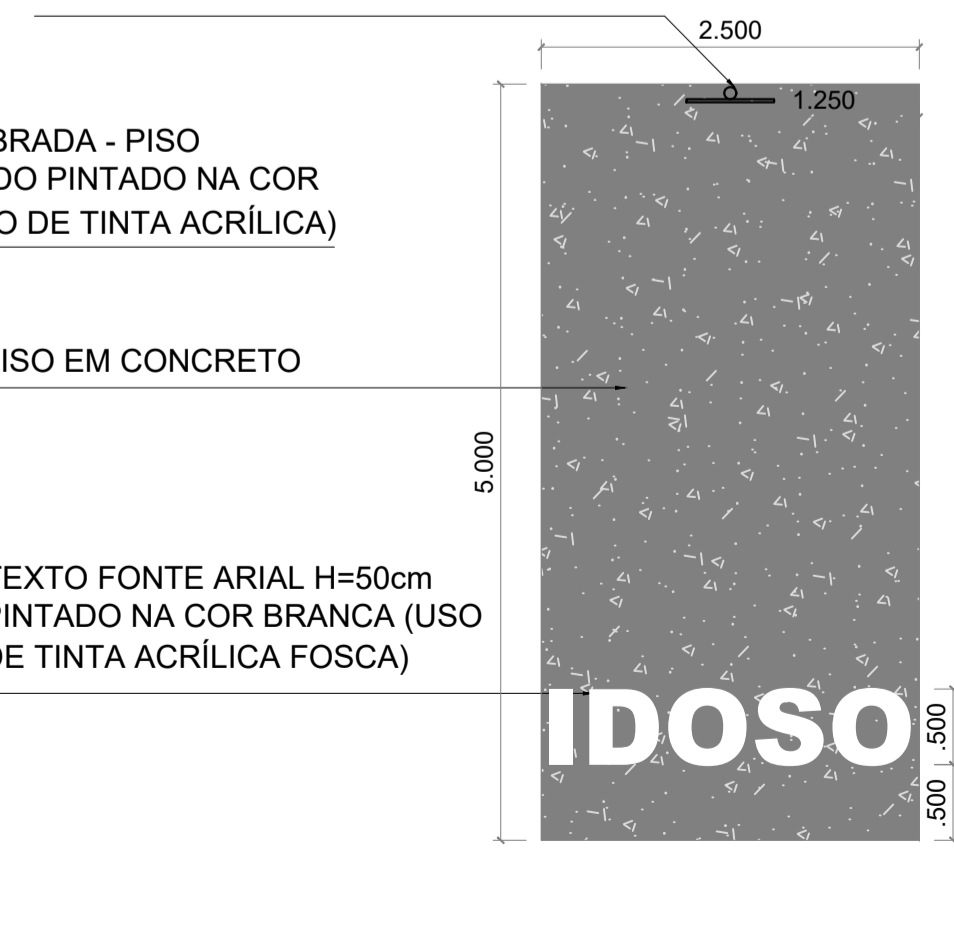 2.500
1.250
BRADA - PISO
DO PINTADO NA COR
O DE TINTA ACRÍLICA)
ISO EM CONCRETO
5.000
TEXTO FONTE ARIAL H=50cm
PINTADO NA COR BRANCA (USO
DE TINTA ACRÍLICA FOSCA)
IDOSO
.500
.500